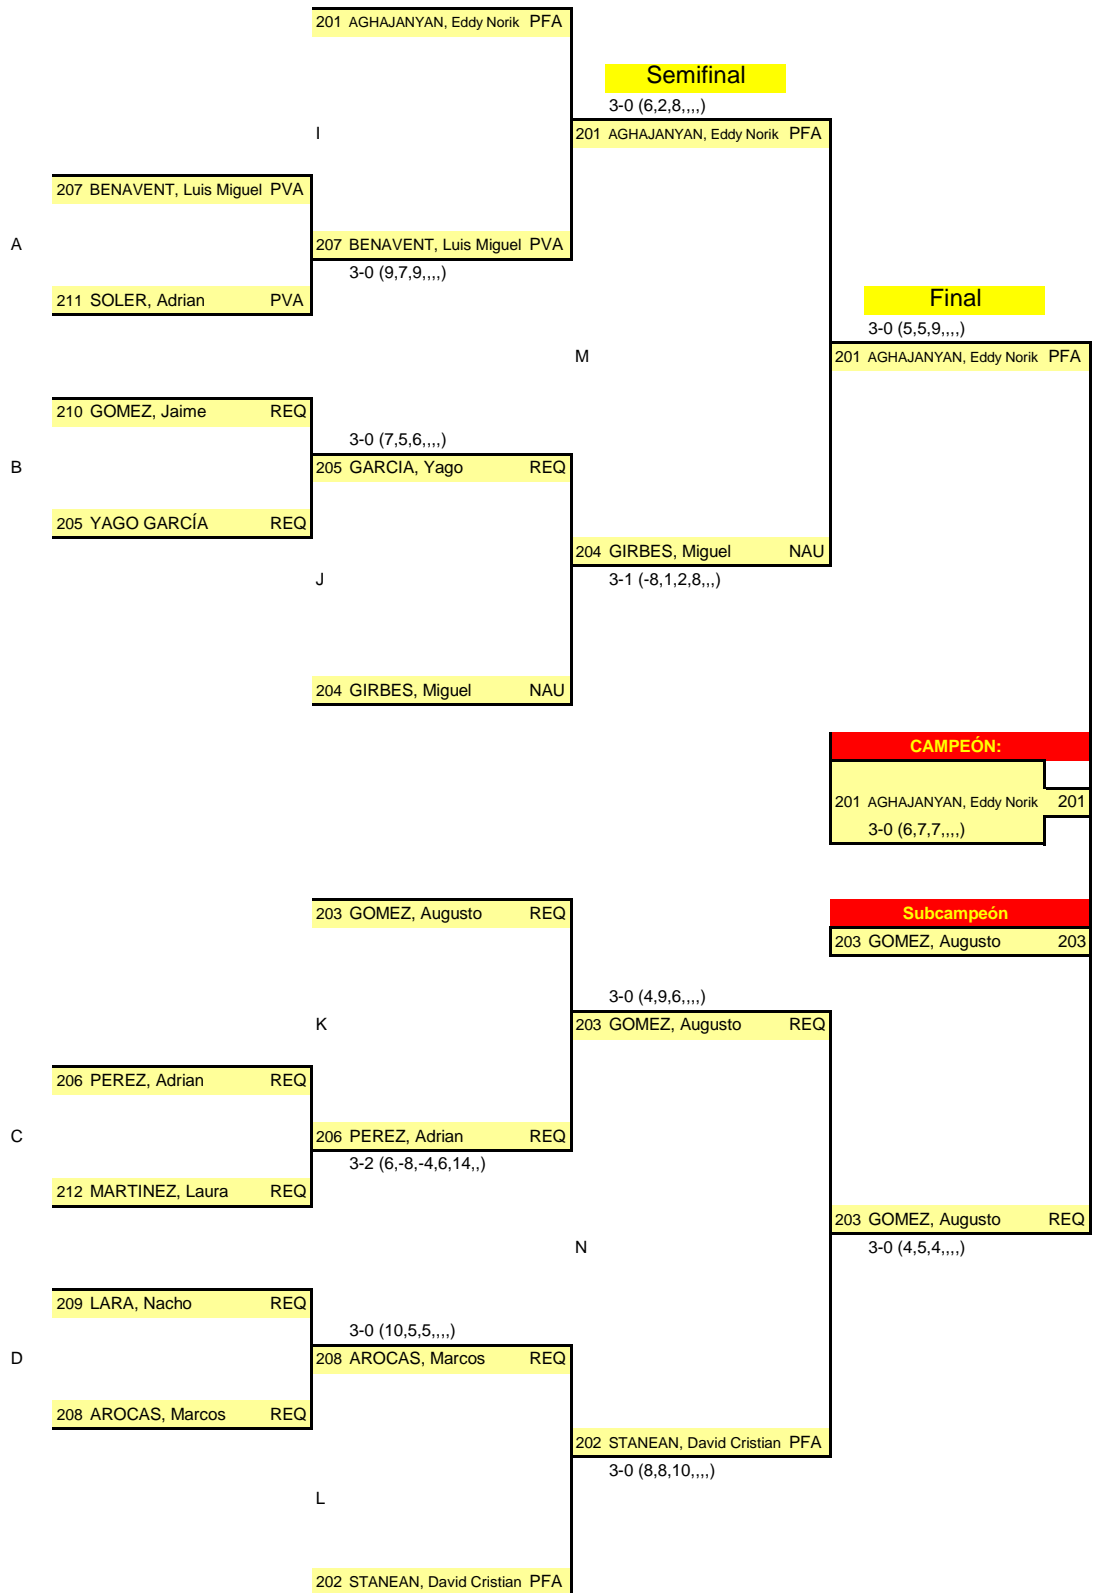 201 AGHAJANYAN, Eddy Norik PFA
Semifinal
3-0 (6,2,8,,,,)
I
201 AGHAJANYAN, Eddy Norik PFA
207 BENAVENT, Luis Miguel PVA
A
207 BENAVENT, Luis Miguel PVA
3-0 (9,7,9,,,,)
211 SOLER, Adrian PVA
Final
3-0 (5,5,9,,,,)
M
201 AGHAJANYAN, Eddy Norik PFA
210 GOMEZ, Jaime REQ
3-0 (7,5,6,,,,)
B
205 GARCIA, Yago REQ
205 YAGO GARCÍA REQ
204 GIRBES, Miguel NAU
J
3-1 (-8,1,2,8,,,)
204 GIRBES, Miguel NAU
CAMPEÓN:
201 AGHAJANYAN, Eddy Norik 201
3-0 (6,7,7,,,,)
203 GOMEZ, Augusto REQ
Subcampeón
203 GOMEZ, Augusto 203
3-0 (4,9,6,,,,)
K
203 GOMEZ, Augusto REQ
206 PEREZ, Adrian REQ
C
206 PEREZ, Adrian REQ
3-2 (6,-8,-4,6,14,,)
212 MARTINEZ, Laura REQ
203 GOMEZ, Augusto REQ
N
3-0 (4,5,4,,,,)
209 LARA, Nacho REQ
3-0 (10,5,5,,,,)
D
208 AROCAS, Marcos REQ
208 AROCAS, Marcos REQ
202 STANEAN, David Cristian PFA
3-0 (8,8,10,,,,)
L
202 STANEAN, David Cristian PFA